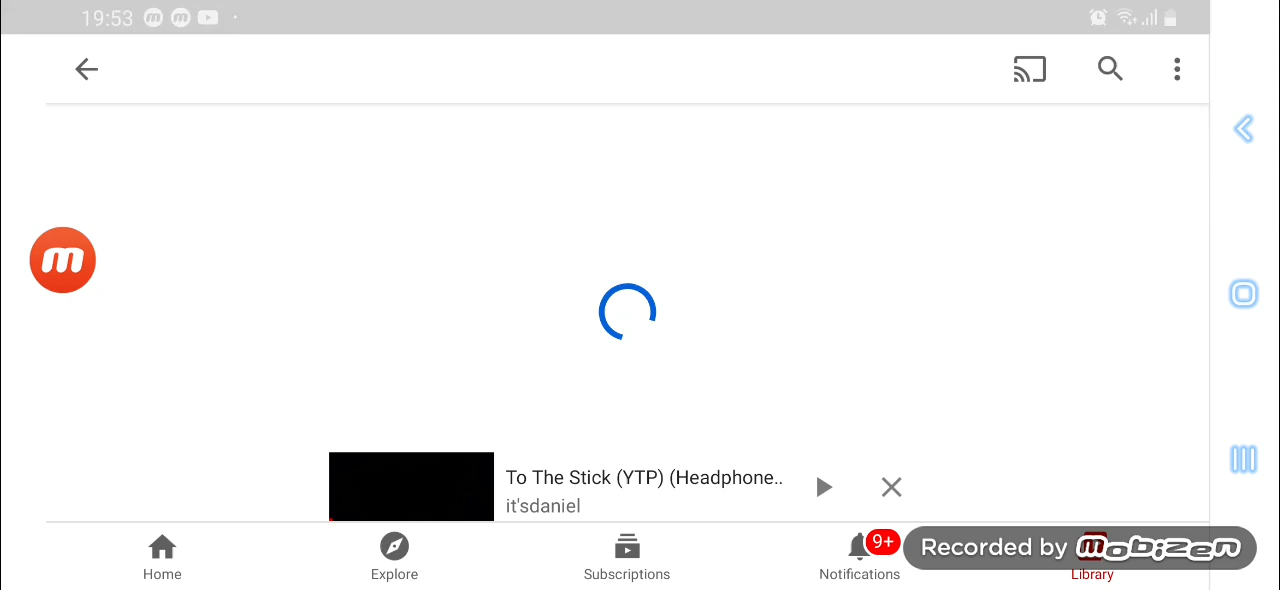 19:53
To The Stick (YTP) (Headphone..
it'sdaniel
9+
Recorded by mobizen
Home
Explore
Subscriptions
Notifications
Library